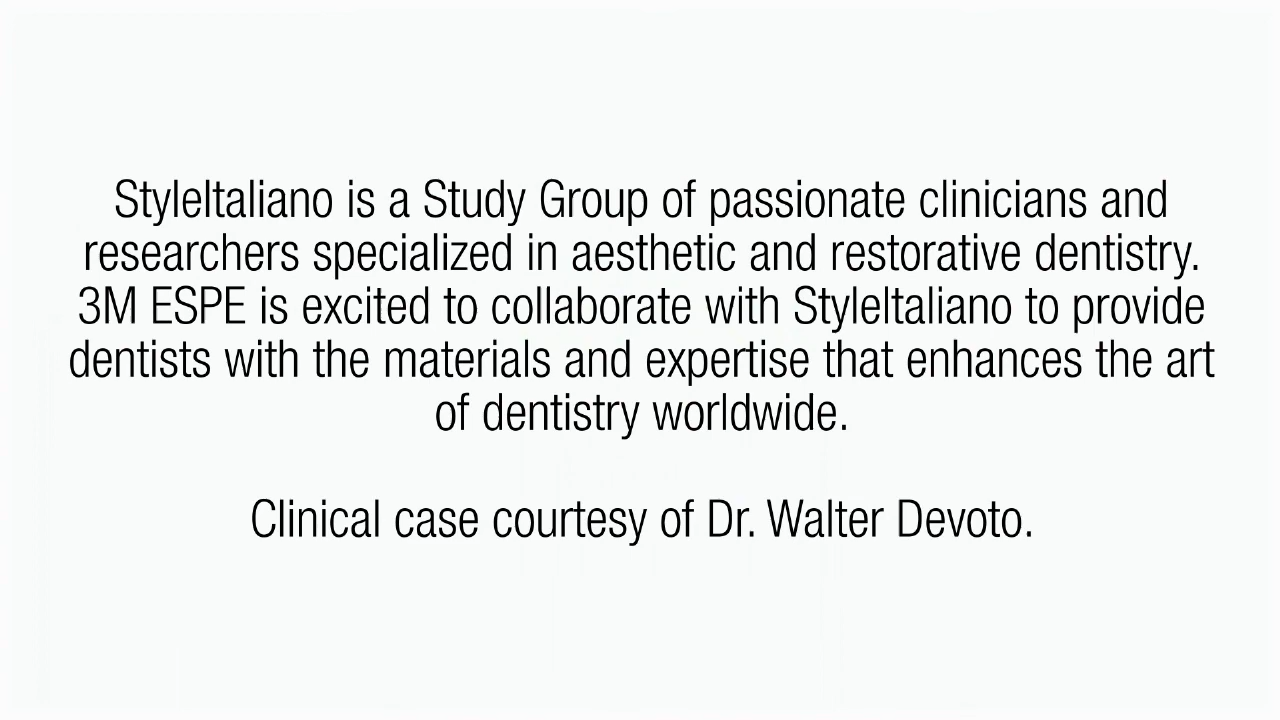 StyleItaliano is a Study Group of passionate clinicians and
researchers specialized in aesthetic and restorative dentistry.
3M ESPE is excited to collaborate with StyleItaliano to provide
dentists with the materials and expertise that enhances the art
of dentistry worldwide.
Clinical case courtesy of Dr. Walter Devoto.